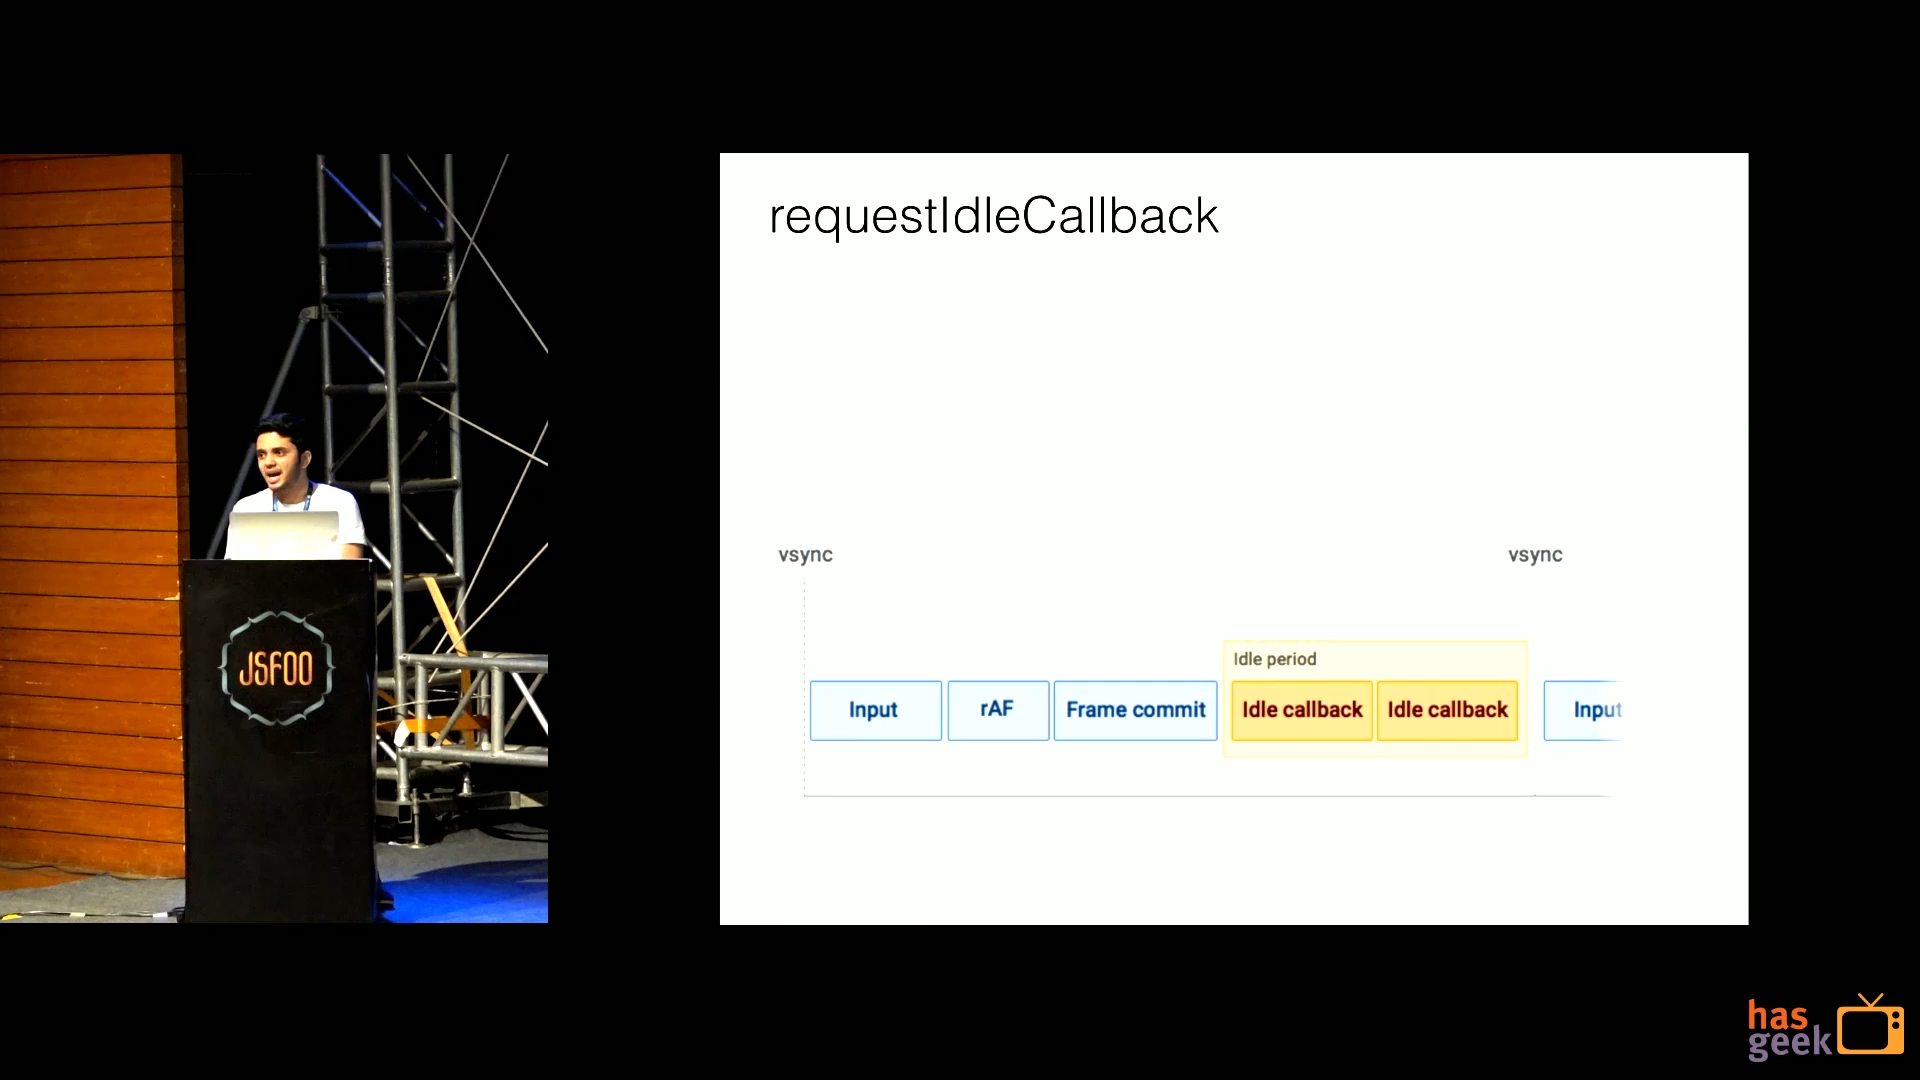 requestIdleCallback
vsync
vsync
Idle period
Input
rAF
Frame commit
Idle callback
Idle callback
Input
JSFOO
has
geek